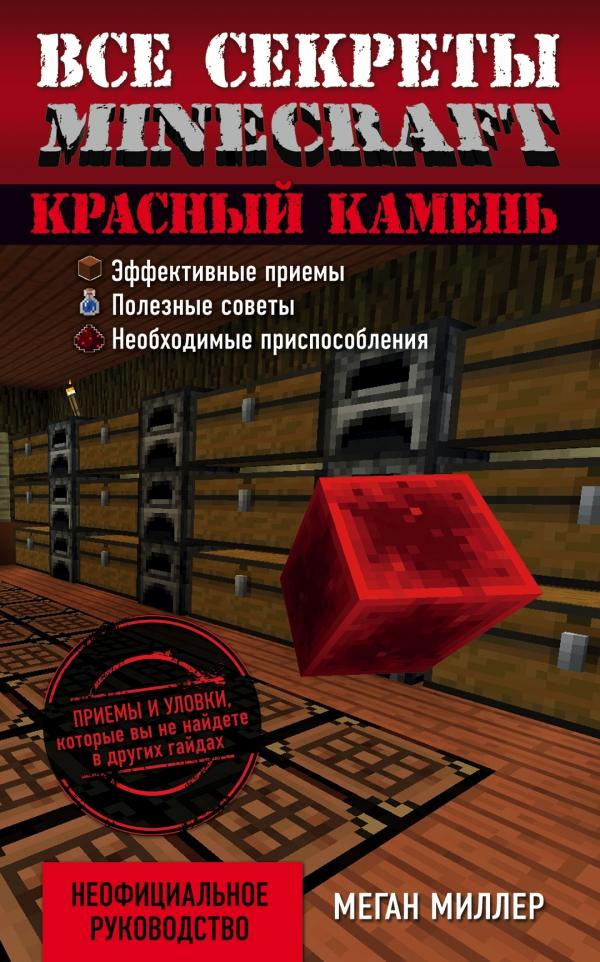 ВСЕ СЕКРЕТЫ
MINECRAFT
КРАСНЫЙ КАМЕНЬ
Эффективные приемы
Полезные советы
Необходимые приспособления
ПРИЕМЫ И УЛОВКИ,
которые вы не найдете
в других гайдах
НЕОФИЦИАЛЬНОЕ
РУКОВОДСТВО
МЕГАН МИЛЛЕР